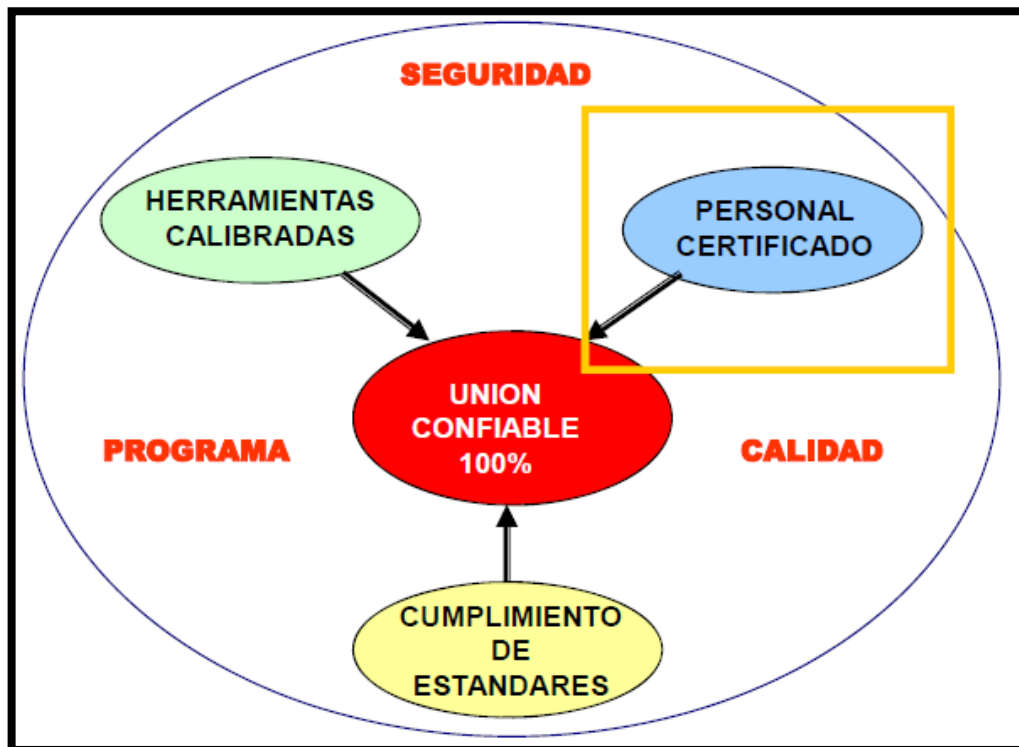 SEGURIDAD
HERRAMIENTAS
CALIBRADAS
PERSONAL
CERTIFICADO
UNION
CONFIABLE
100%
PROGRAMA
CALIDAD
CUMPLIMIENTO
DE
ESTANDARES